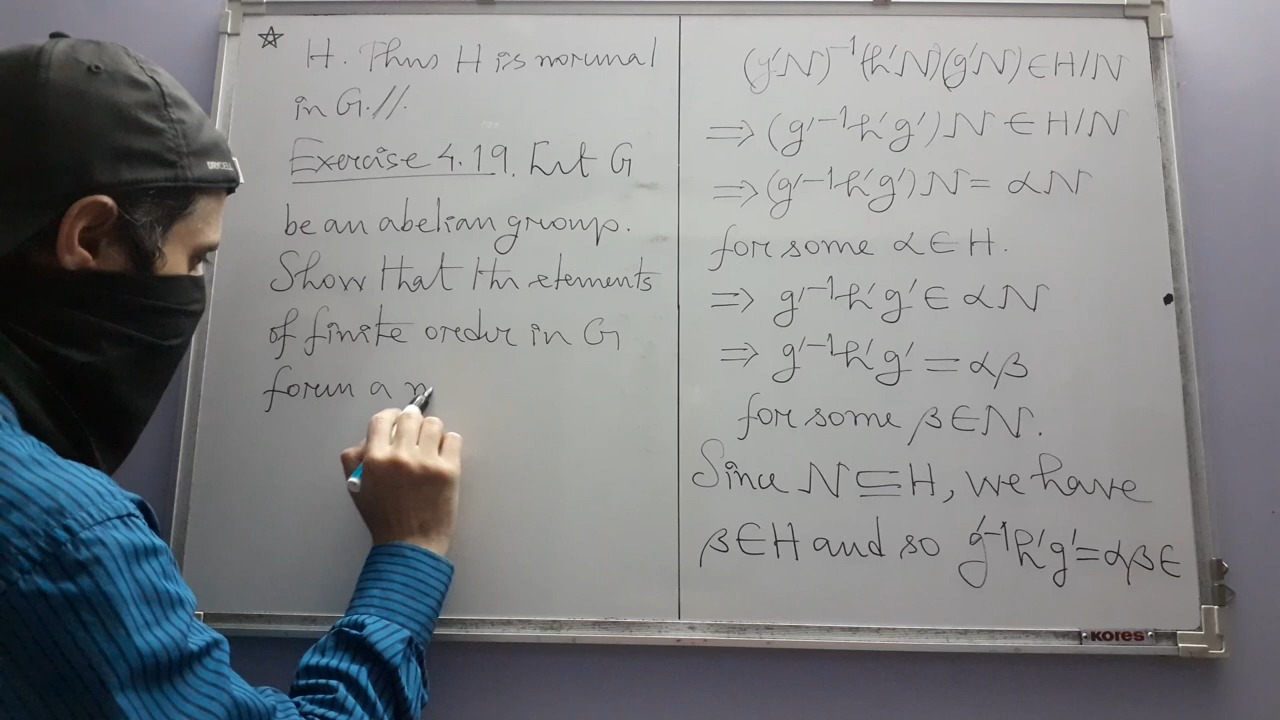 ☆ H. Thus H is normal
in G.//.
Exercise 4.19. Let G
be an abelian group.
Show that the elements
of finite order in G
form a n
(g'N)⁻¹(h'N)(g'N) ∈ H/N
⇒ (g'⁻¹h'g')N ∈ H/N
⇒ (g'⁻¹h'g')N = αN
for some α ∈ H.
⇒ g'⁻¹h'g' ∈ αN
⇒ g'⁻¹h'g' = αβ
for some β ∈ N.
Since N ⊆ H, we have
β ∈ H and so g'⁻¹h'g' = αβ ∈
KORES